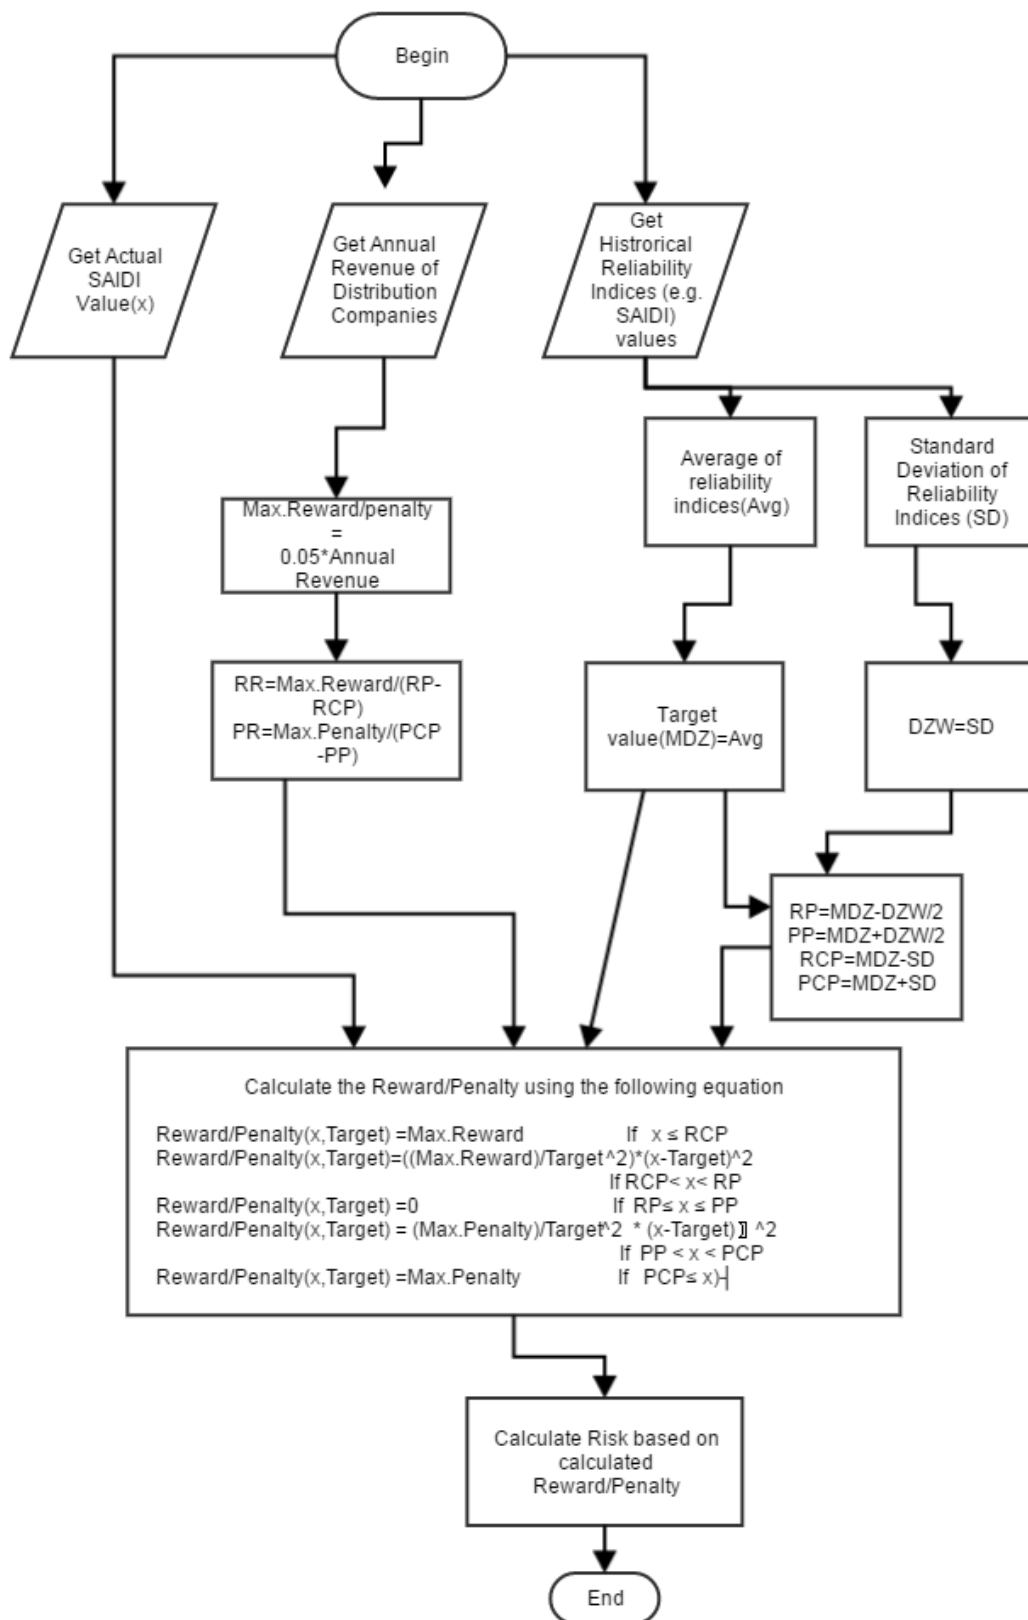 Begin
Get Actual
SAIDI
Value(x)
Get Annual
Revenue of
Distribution
Companies
Get
Histrorical
Reliability
Indices (e.g.
SAIDI)
values
Average of
reliability
indices(Avg)
Standard
Deviation of
Reliability
Indices (SD)
Max.Reward/penalty
=
0.05*Annual
Revenue
RR=Max.Reward/(RP-
RCP)
PR=Max.Penalty/(PCP
-PP)
Target
value(MDZ)=Avg
DZW=SD
RP=MDZ-DZW/2
PP=MDZ+DZW/2
RCP=MDZ-SD
PCP=MDZ+SD
Calculate the Reward/Penalty using the following equation
Reward/Penalty(x,Target) =Max.Reward If x ≤ RCP
Reward/Penalty(x,Target)=((Max.Reward)/Target^2)*(x-Target)^2
If RCP< x< RP
Reward/Penalty(x,Target) =0 If RP≤ x ≤ PP
Reward/Penalty(x,Target) = (Max.Penalty)/Target^2 * (x-Target)〛^2
If PP < x < PCP
Reward/Penalty(x,Target) =Max.Penalty If PCP≤ x)┤
Calculate Risk based on
calculated
Reward/Penalty
End